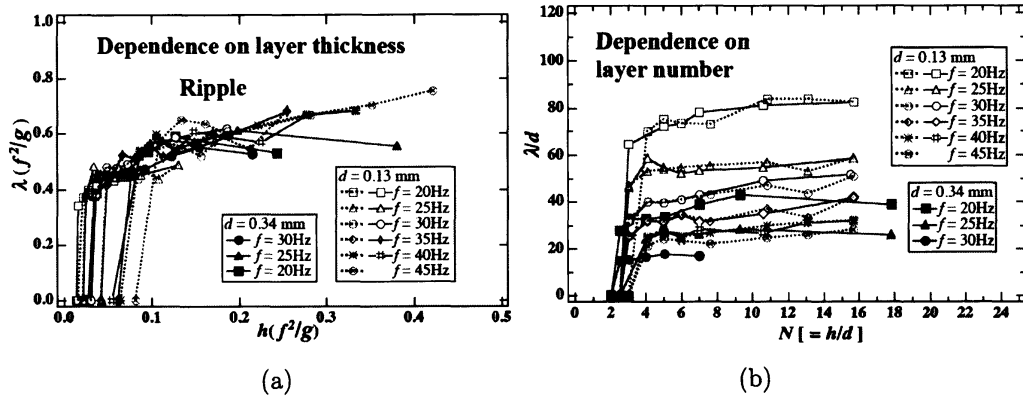 Dependence on layer thickness
Ripple
1.0
0.8
0.6
0.4
0.2
0.0
λ (f²/g)
d = 0.34 mm
f = 30Hz
f = 25Hz
f = 20Hz
d = 0.13 mm
f = 20Hz
f = 25Hz
f = 30Hz
f = 35Hz
f = 40Hz
f = 45Hz
0.0 0.1 0.2 0.3 0.4 0.5
h(f²/g)
(a)
Dependence on
layer number
120
100
80
60
40
20
0
λ/d
d = 0.13 mm
f = 20Hz
f = 25Hz
f = 30Hz
f = 35Hz
f = 40Hz
f = 45Hz
d = 0.34 mm
f = 20Hz
f = 25Hz
f = 30Hz
0 2 4 6 8 10 12 14 16 18 20 22 24
N [ = h/d ]
(b)